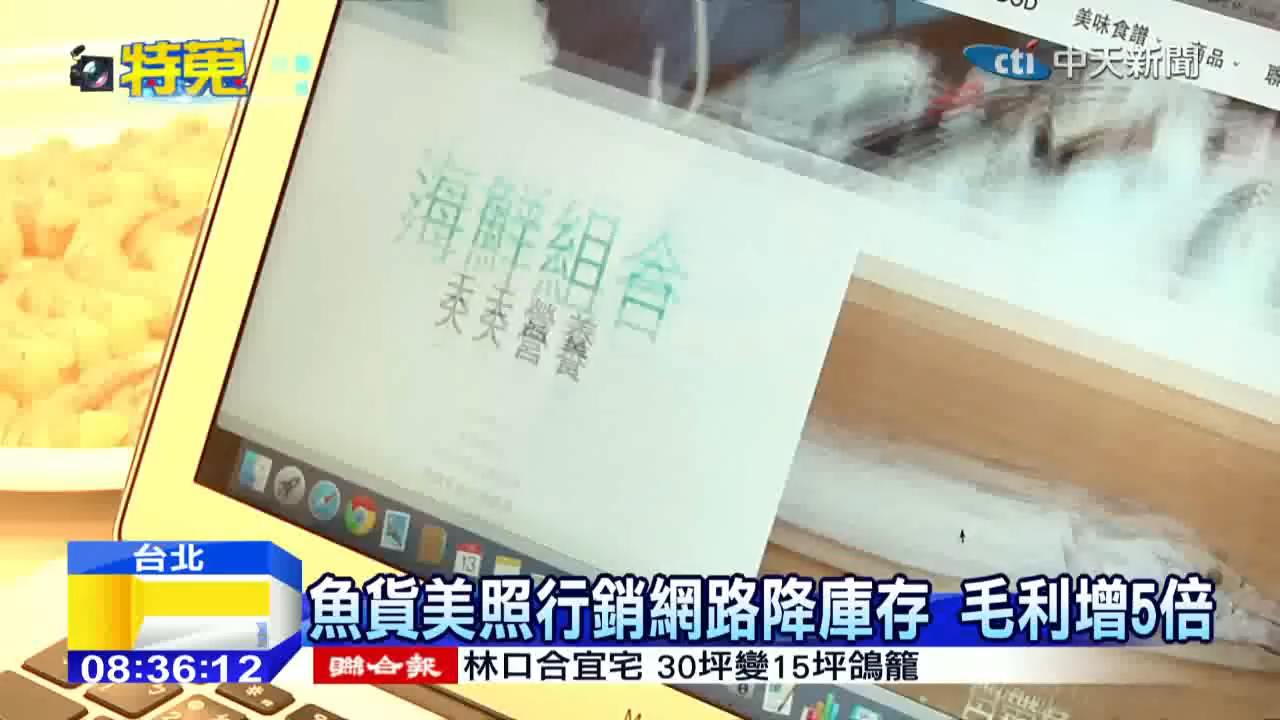 特蒐
美味食譜
cti 中天新聞
海鮮組合
天天營養
台北
魚貨美照行銷網路降庫存 毛利增5倍
08:36:12
聯合報 林口合宜宅 30坪變15坪鴿籠